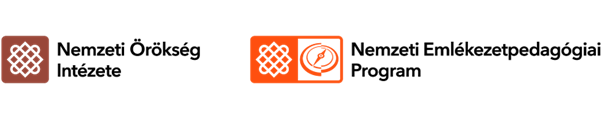 Nemzeti Örökség
Intézete
Nemzeti Emlékezetpedagógiai
Program